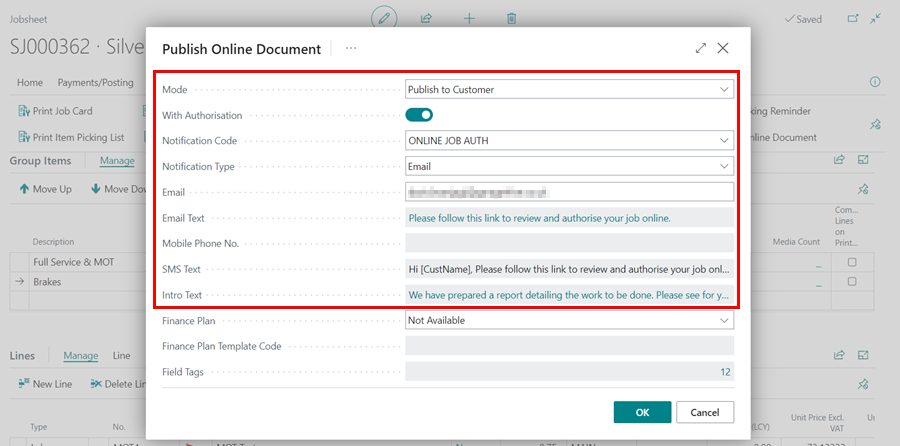 Jobsheet
Saved
SJ000362 · Silve
Publish Online Document
...
Home Payments/Posting
Mode Publish to Customer
Print Job Card
With Authorisation
king Reminder
Print Item Picking List
Notification Code ONLINE JOB AUTH
nline Document
Group Items Manage
Notification Type Email
Move Up Move Dow
Email
Email Text Please follow this link to review and authorise your job online.
Com...
Lines
on
Print...
Description
Media Count
Mobile Phone No.
Full Service & MOT
SMS Text Hi [CustName], Please follow this link to review and authorise your job onl...
Brakes
Intro Text We have prepared a report detailing the work to be done. Please see for y...
Finance Plan Not Available
Finance Plan Template Code
Lines Manage Line
Field Tags 12
New Line Delete Lin
OK Cancel
Type No.
(LCY)
Unit Price Excl.
VAT